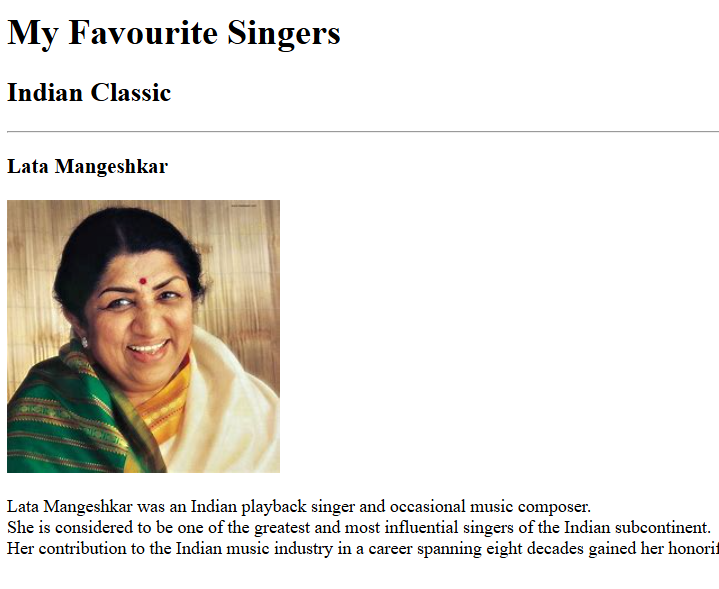 My Favourite Singers
Indian Classic
Lata Mangeshkar
Lata Mangeshkar was an Indian playback singer and occasional music composer.
She is considered to be one of the greatest and most influential singers of the Indian subcontinent.
Her contribution to the Indian music industry in a career spanning eight decades gained her